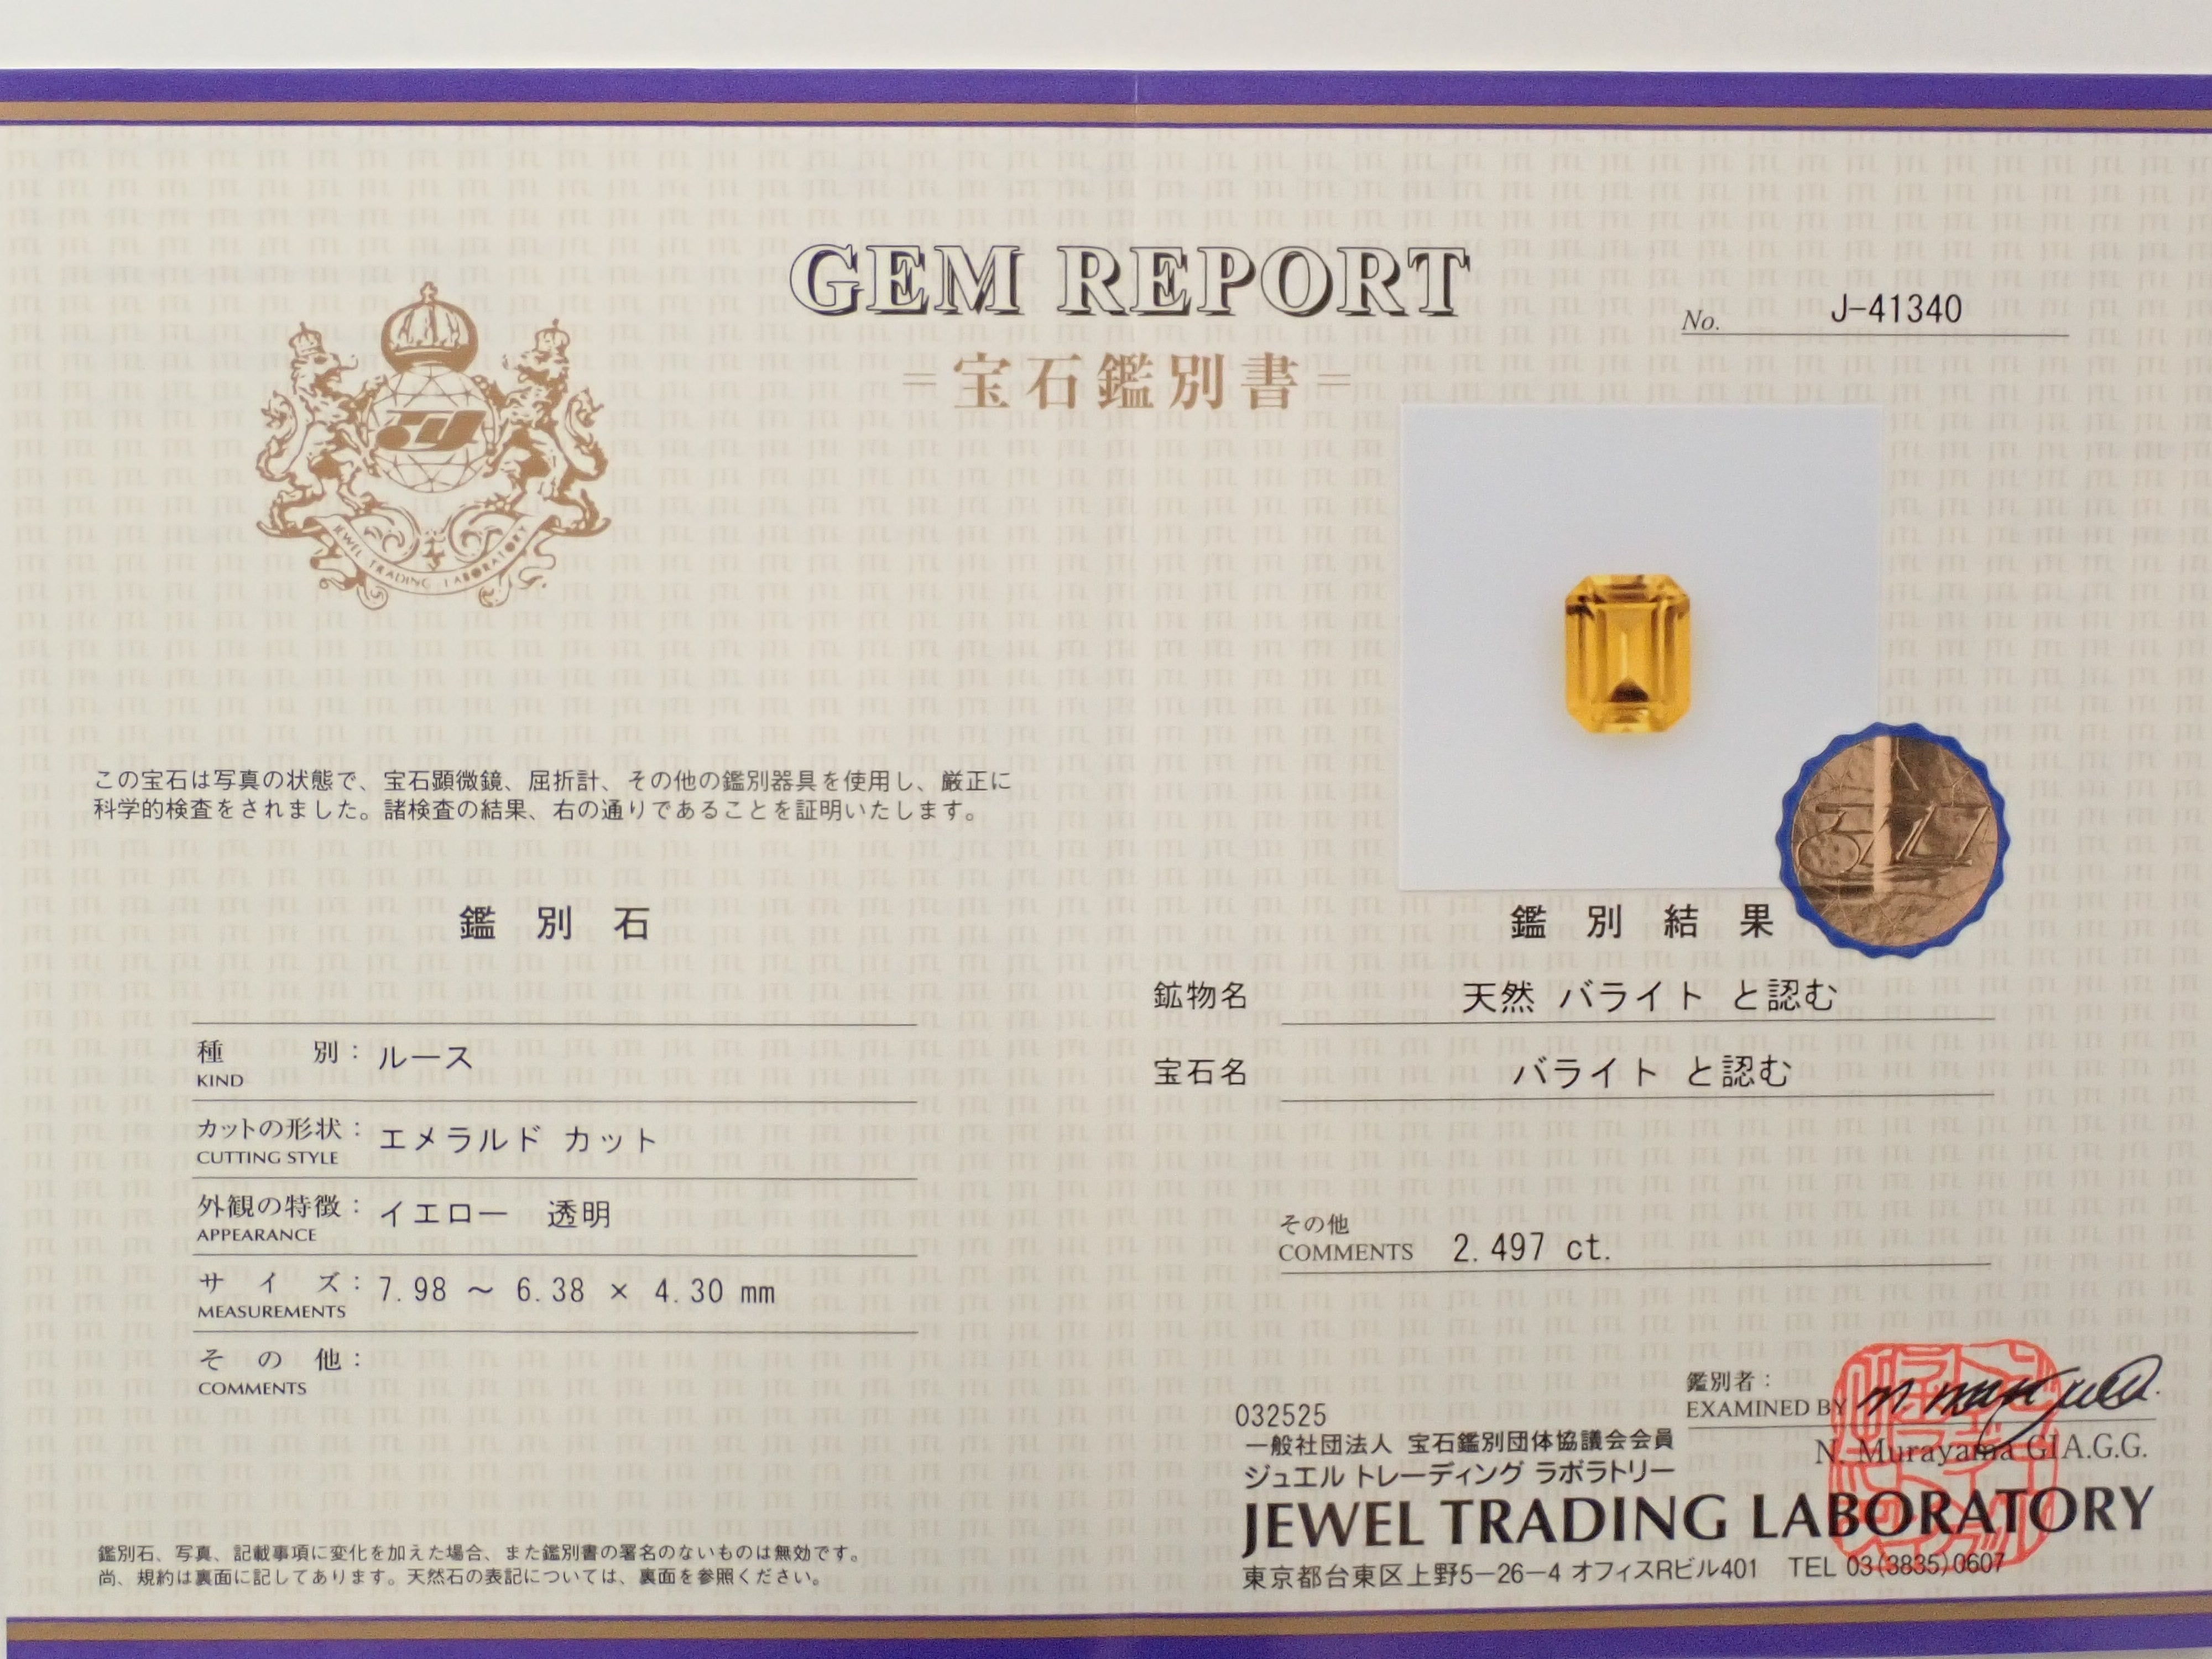 GEM REPORT
=宝石鑑別書=
No. J-41340
JEWEL TRADING LABORATORY
この宝石は写真の状態で、宝石顕微鏡、屈折計、その他の鑑別器具を使用し、厳正に
科学的検査をされました。諸検査の結果、右の通りであることを証明いたします。
鑑別石
種別: ルース
KIND
カットの形状: エメラルド カット
CUTTING STYLE
外観の特徴: イエロー 透明
APPEARANCE
サイズ: 7.98 ～ 6.38 × 4.30 mm
MEASUREMENTS
その他:
COMMENTS
鑑別石、写真、記載事項に変化を加えた場合、また鑑別書の署名のないものは無効です。
尚、規約は裏面に記してあります。天然石の表記については、裏面を参照ください。
鑑別結果
鉱物名 天然 バライト と認む
宝石名 バライト と認む
その他
COMMENTS 2.497 ct.
鑑別者:
EXAMINED BY
N. Murayama GIA.G.G.
032525
一般社団法人 宝石鑑別団体協議会会員
ジュエル トレーディング ラボラトリー
JEWEL TRADING LABORATORY
東京都台東区上野5-26-4 オフィスRビル401 TEL 03(3835)0607